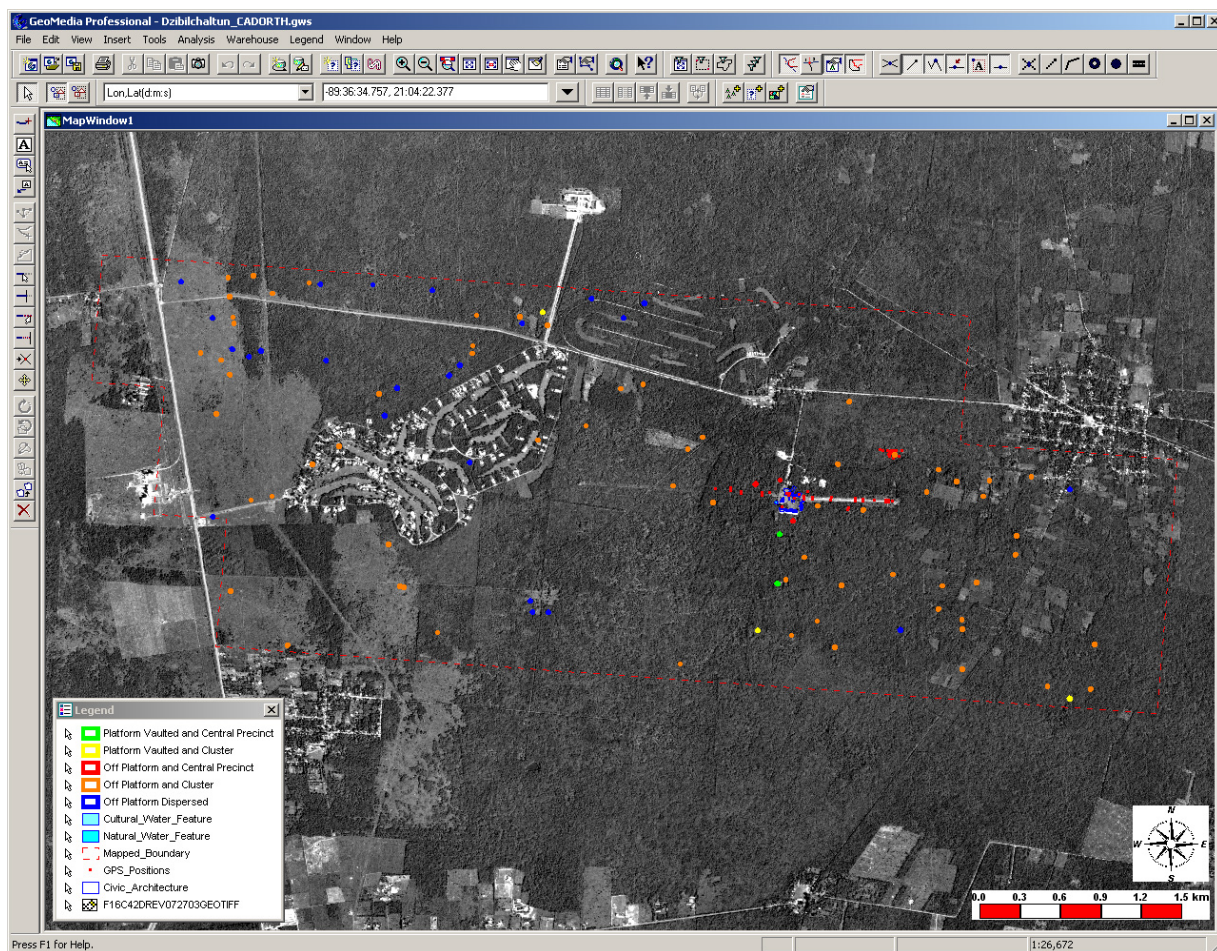 GeoMedia Professional - Dzibilchaltun_CADORTH.gws
File Edit View Insert Tools Analysis Warehouse Legend Window Help
Lon,Lat(d:m:s) -89:36:34.757, 21:04:22.377
MapWindow1
Legend
Platform Vaulted and Central Precinct
Platform Vaulted and Cluster
Off Platform and Central Precinct
Off Platform and Cluster
Off Platform Dispersed
Cultural_Water_Feature
Natural_Water_Feature
Mapped_Boundary
GPS_Positions
Civic_Architecture
F16C42DREV072703GEOTIFF
N
W E
S
0.0 0.3 0.6 0.9 1.2 1.5 km
Press F1 for Help. 1:26,672